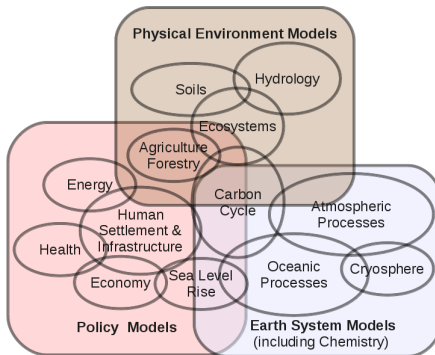 Physical Environment Models
Hydrology
Soils
Ecosystems
Agriculture
Forestry
Energy
Carbon
Cycle
Atmospheric
Processes
Human
Settlement &
Infrastructure
Health
Economy
Sea Level
Rise
Oceanic
Processes
Cryosphere
Policy Models
Earth System Models
(including Chemistry)